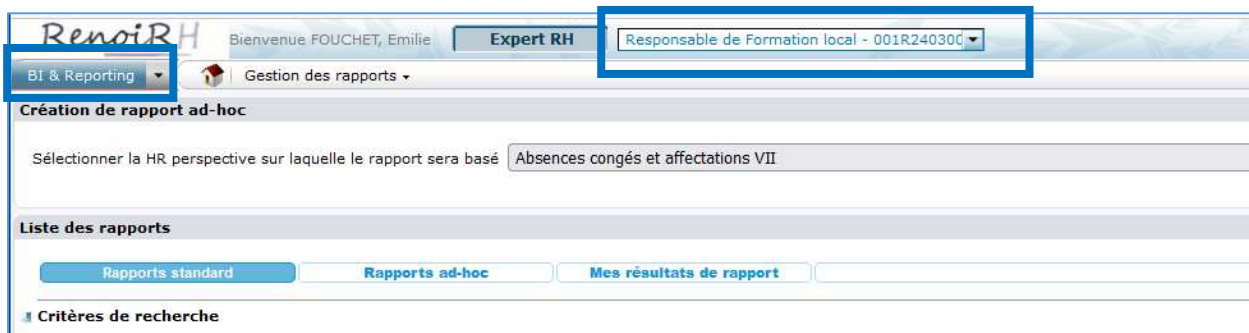 RenoiRH Bienvenue FOUCHET, Emilie Expert RH Responsable de Formation local - 001R240300
BI & Reporting Gestion des rapports
Création de rapport ad-hoc
Sélectionner la HR perspective sur laquelle le rapport sera basé Absences congés et affectations VII
Liste des rapports
Rapports standard Rapports ad-hoc Mes résultats de rapport
Critères de recherche